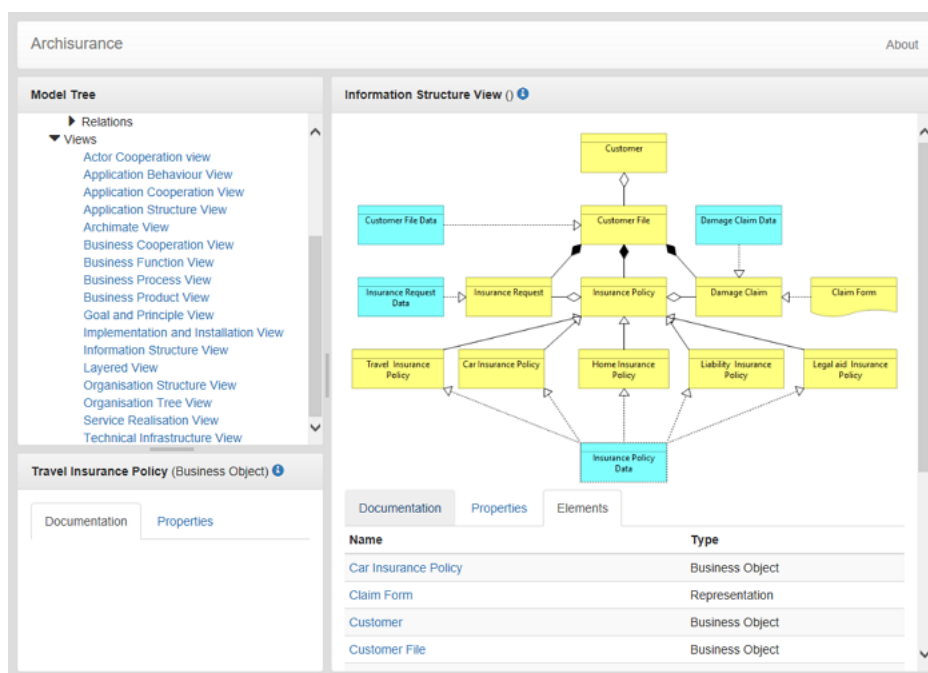 Archisurance
About
Model Tree
Relations
Views
Actor Cooperation view
Application Behaviour View
Application Cooperation View
Application Structure View
Archimate View
Business Cooperation View
Business Function View
Business Process View
Business Product View
Goal and Principle View
Implementation and Installation View
Information Structure View
Layered View
Organisation Structure View
Organisation Tree View
Service Realisation View
Technical Infrastructure View
Travel Insurance Policy (Business Object)
Documentation Properties
Information Structure View ()
Customer
Customer File Data
Customer File
Damage Claim Data
Insurance Request
Data
Insurance Request
Insurance Policy
Damage Claim
Claim Form
Travel Insurance
Policy
Car Insurance Policy
Home Insurance
Policy
Liability Insurance
Policy
Legal aid Insurance
Policy
Insurance Policy
Data
Documentation Properties Elements
Name Type
Car Insurance Policy Business Object
Claim Form Representation
Customer Business Object
Customer File Business Object